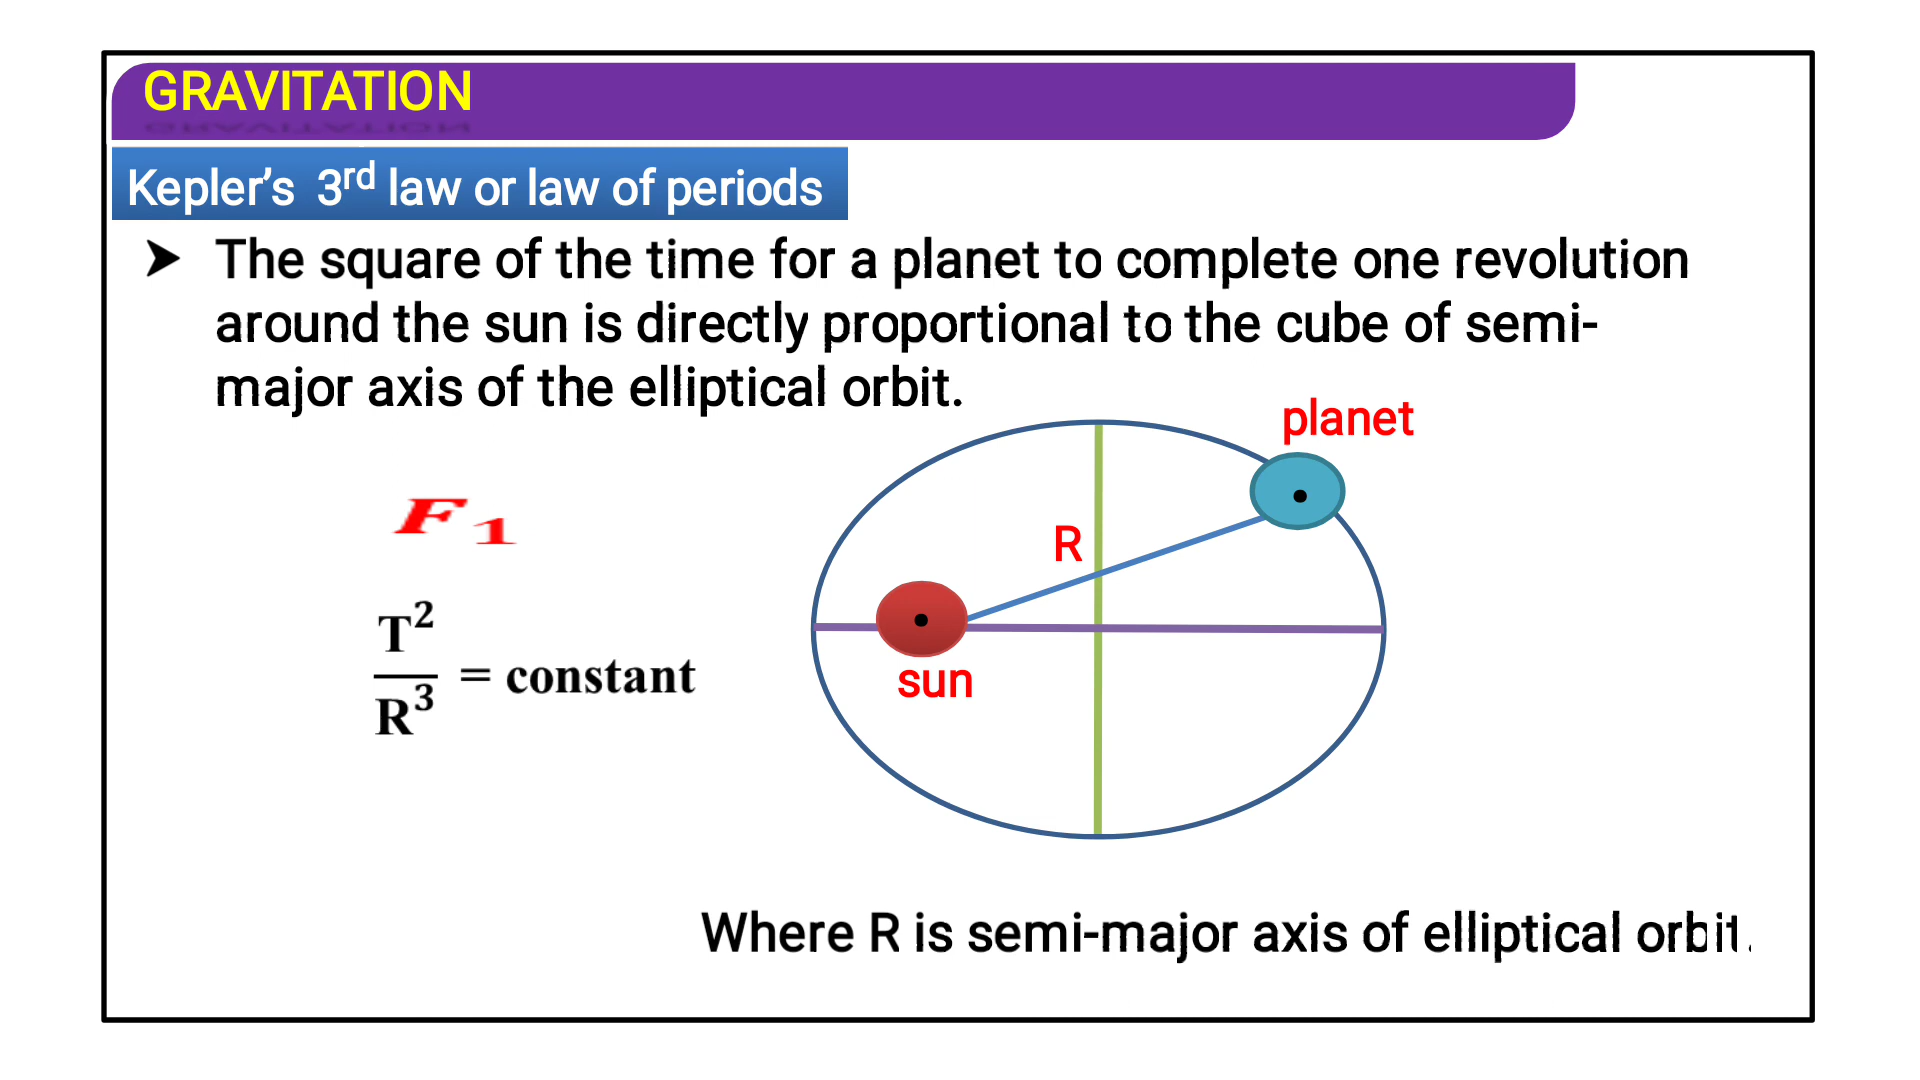 GRAVITATION
Kepler’s 3rd law or law of periods
➤ The square of the time for a planet to complete one revolution
around the sun is directly proportional to the cube of semi-
major axis of the elliptical orbit.
planet
F₁
R
T²
/R³ = constant
sun
Where R is semi-major axis of elliptical orbit.